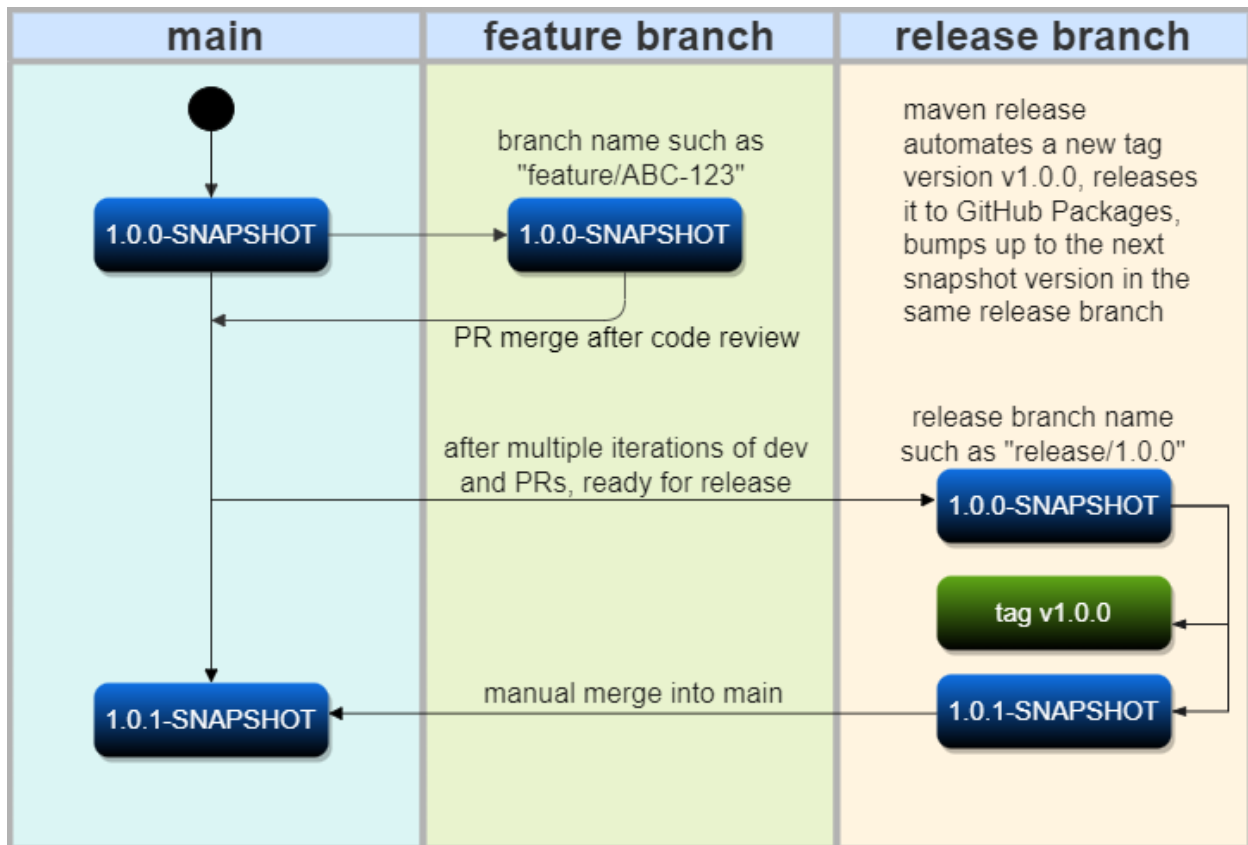 main
feature branch
release branch
maven release
automates a new tag
version v1.0.0, releases
it to GitHub Packages,
bumps up to the next
snapshot version in the
same release branch
branch name such as
"feature/ABC-123"
1.0.0-SNAPSHOT
1.0.0-SNAPSHOT
PR merge after code review
after multiple iterations of dev
and PRs, ready for release
release branch name
such as "release/1.0.0"
1.0.0-SNAPSHOT
tag v1.0.0
1.0.1-SNAPSHOT
manual merge into main
1.0.1-SNAPSHOT